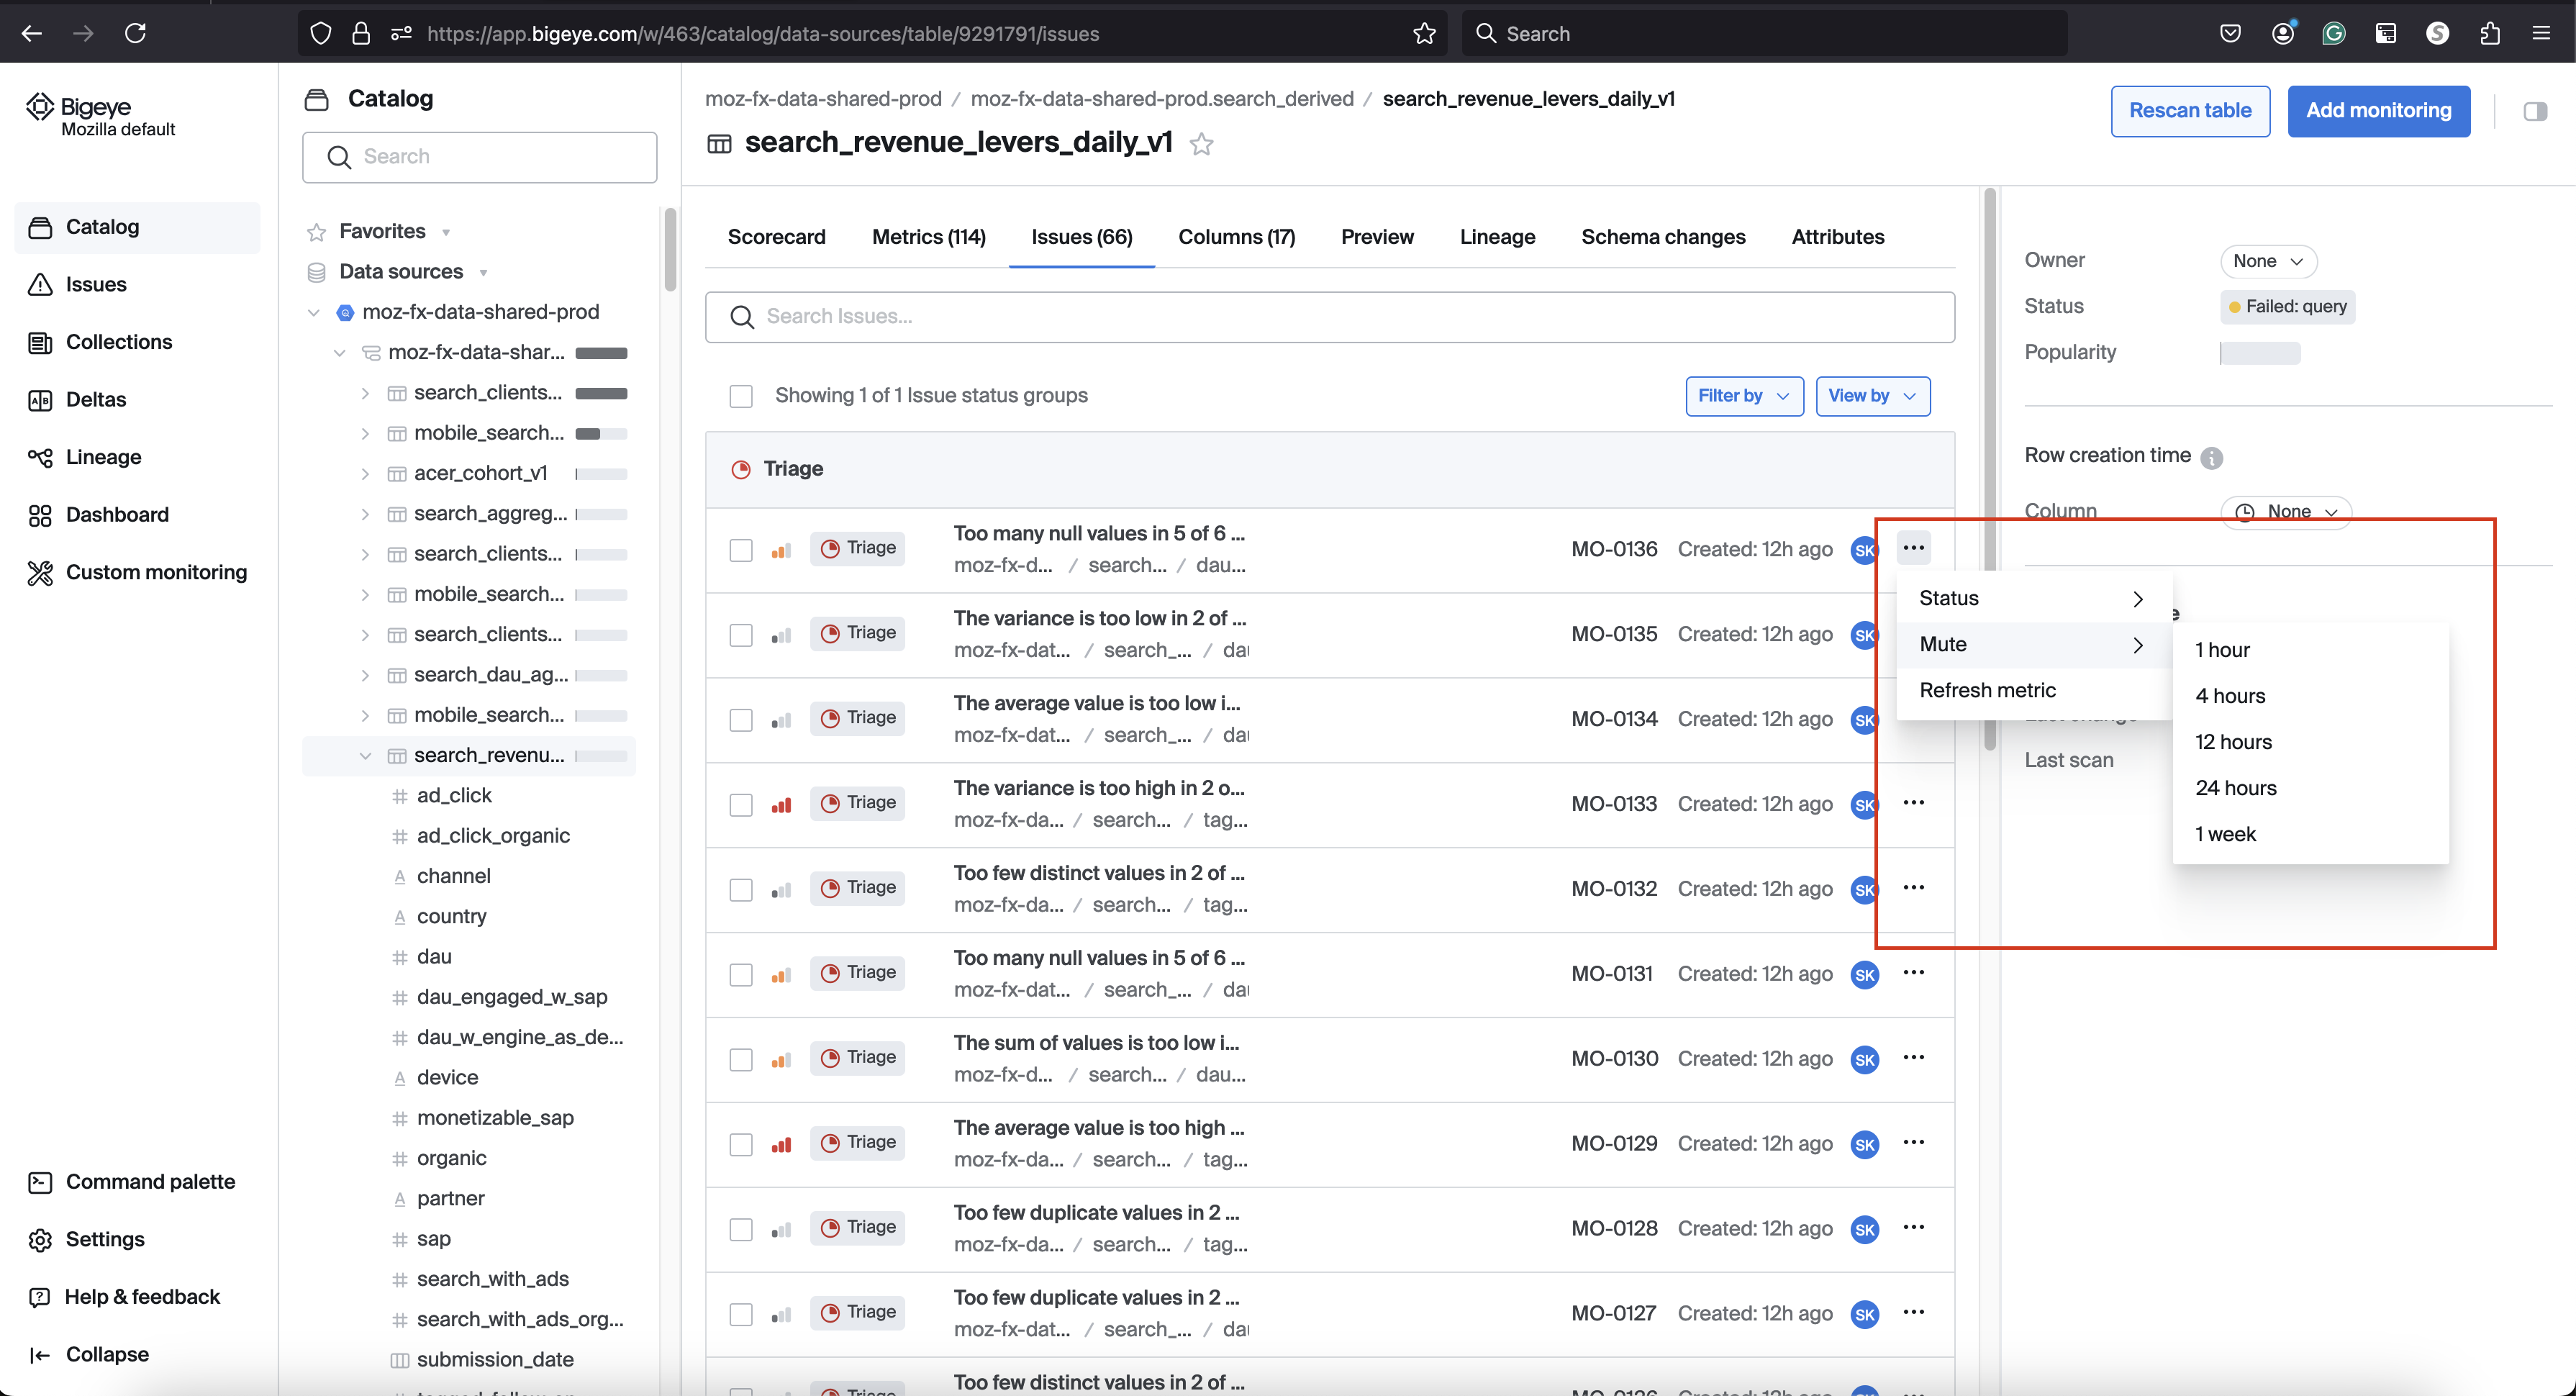 https://app.bigeye.com/w/463/catalog/data-sources/table/9291791/issues
Search
Bigeye
Mozilla default
Catalog
Issues
Collections
Deltas
Lineage
Dashboard
Custom monitoring
Command palette
Settings
Help & feedback
Collapse
Catalog
Search
Favorites
Data sources
moz-fx-data-shared-prod
moz-fx-data-shar...
search_clients...
mobile_search...
acer_cohort_v1
search_aggreg...
search_clients...
mobile_search...
search_clients...
search_dau_ag...
mobile_search...
search_revenu...
ad_click
ad_click_organic
channel
country
dau
dau_engaged_w_sap
dau_w_engine_as_de...
device
monetizable_sap
organic
partner
sap
search_with_ads
search_with_ads_org...
submission_date
moz-fx-data-shared-prod / moz-fx-data-shared-prod.search_derived / search_revenue_levers_daily_v1
search_revenue_levers_daily_v1
Rescan table
Add monitoring
Scorecard Metrics (114) Issues (66) Columns (17) Preview Lineage Schema changes Attributes
Search Issues...
Showing 1 of 1 Issue status groups
Filter by
View by
Triage
Triage Too many null values in 5 of 6 ... MO-0136 Created: 12h ago SK
moz-fx-d... / search... / dau...
Triage The variance is too low in 2 of ... MO-0135 Created: 12h ago SK
moz-fx-dat... / search_... / dau
Triage The average value is too low i... MO-0134 Created: 12h ago SK
moz-fx-dat... / search_... / dau
Triage The variance is too high in 2 o... MO-0133 Created: 12h ago SK
moz-fx-da... / search... / tag...
Triage Too few distinct values in 2 of ... MO-0132 Created: 12h ago SK
moz-fx-da... / search... / tag...
Triage Too many null values in 5 of 6 ... MO-0131 Created: 12h ago SK
moz-fx-dat... / search_... / dau
Triage The sum of values is too low i... MO-0130 Created: 12h ago SK
moz-fx-d... / search... / dau...
Triage The average value is too high ... MO-0129 Created: 12h ago SK
moz-fx-da... / search... / tag...
Triage Too few duplicate values in 2 ... MO-0128 Created: 12h ago SK
moz-fx-da... / search... / tag...
Triage Too few duplicate values in 2 ... MO-0127 Created: 12h ago SK
moz-fx-dat... / search_... / dau
Triage Too few distinct values in 2 of ... MO-0126 Created: 12h ago
Status
Mute
Refresh metric
1 hour
4 hours
12 hours
24 hours
1 week
Owner None
Status Failed: query
Popularity
Row creation time
Column None
Last change
Last scan